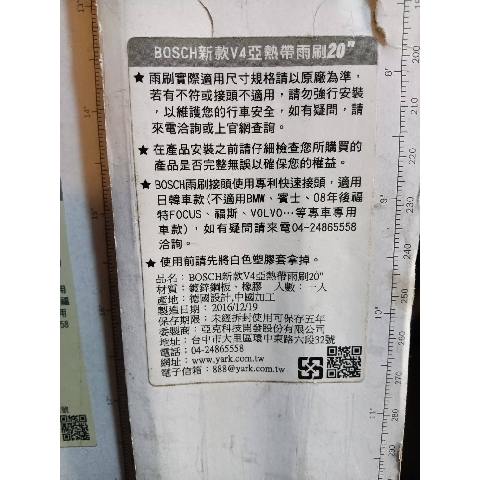 BOSCH新款V4亞熱帶雨刷20"
★雨刷實際適用尺寸規格請以原廠為準，
若有不符或接頭不適用，請勿強行安裝
，以維護您的行車安全，如有疑問，請
來電洽詢或上官網查詢。
★在產品安裝之前請仔細檢查您所購買的
產品是否完整無誤以確保您的權益。
★BOSCH雨刷接頭使用專利快速接頭，適用
日韓車款(不適用BMW、賓士、08年後福
特FOCUS、福斯、VOLVO…等專車專用
車款)，如有疑問請來電04-24865558
洽詢。
★使用前請先將白色塑膠套拿掉。
品名：BOSCH新款V4亞熱帶雨刷20"
材質：鍍鋅鋼板、橡膠 入數：一入
產地：德國設計,中國加工
製造日期：2016/12/19
保存期限：未經拆封使用可保存五年
委製商：亞克科技開發股份有限公司
地址：台中市大里區環中東路六段32號
電話：04-24865558
網址：www.yark.com.tw
電子信箱：888@yark.com.tw